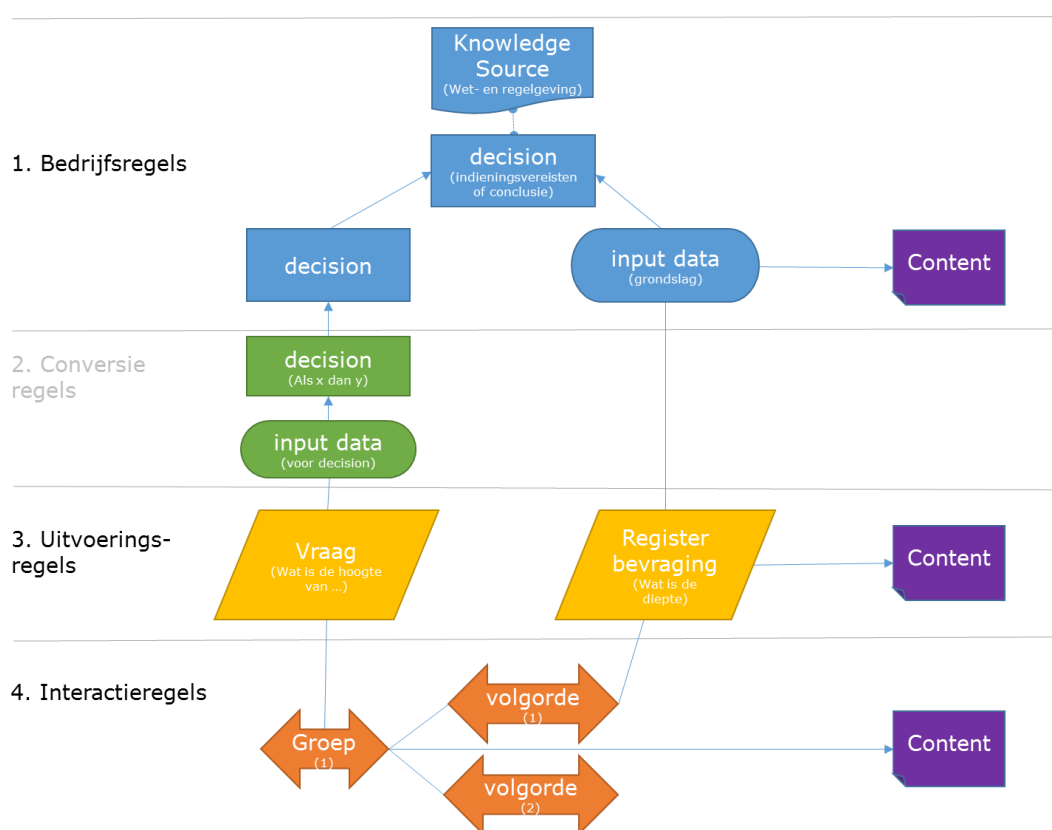 Knowledge
Source
(Wet- en regelgeving)
1. Bedrijfsregels
decision
(indieningsvereisten
of conclusie)
decision
input data
(grondslag)
Content
2. Conversie
regels
decision
(Als x dan y)
input data
(voor decision)
3. Uitvoerings-
regels
Vraag
(Wat is de hoogte
van ...)
Register
bevraging
(Wat is de
diepte)
Content
4. Interactieregels
volgorde
(1)
Groep
(1)
Content
volgorde
(2)